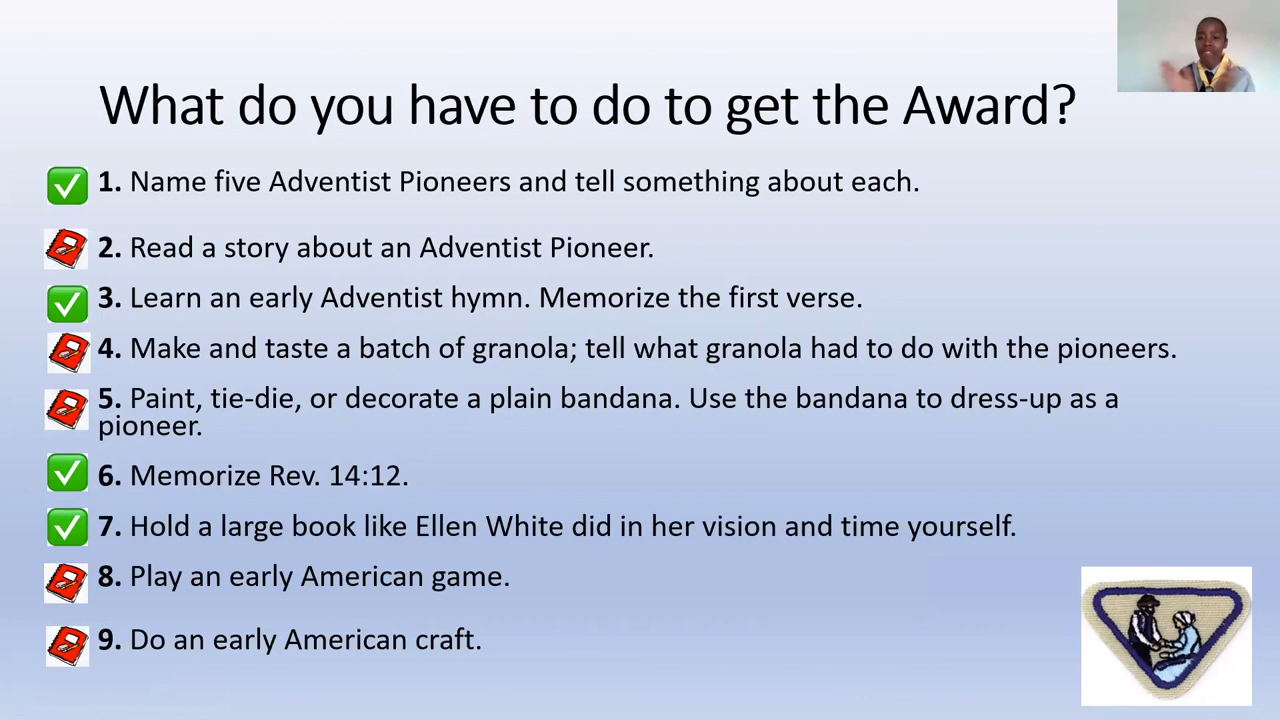 What do you have to do to get the Award?
1. Name five Adventist Pioneers and tell something about each.
2. Read a story about an Adventist Pioneer.
3. Learn an early Adventist hymn. Memorize the first verse.
4. Make and taste a batch of granola; tell what granola had to do with the pioneers.
5. Paint, tie-die, or decorate a plain bandana. Use the bandana to dress-up as a
pioneer.
6. Memorize Rev. 14:12.
7. Hold a large book like Ellen White did in her vision and time yourself.
8. Play an early American game.
9. Do an early American craft.